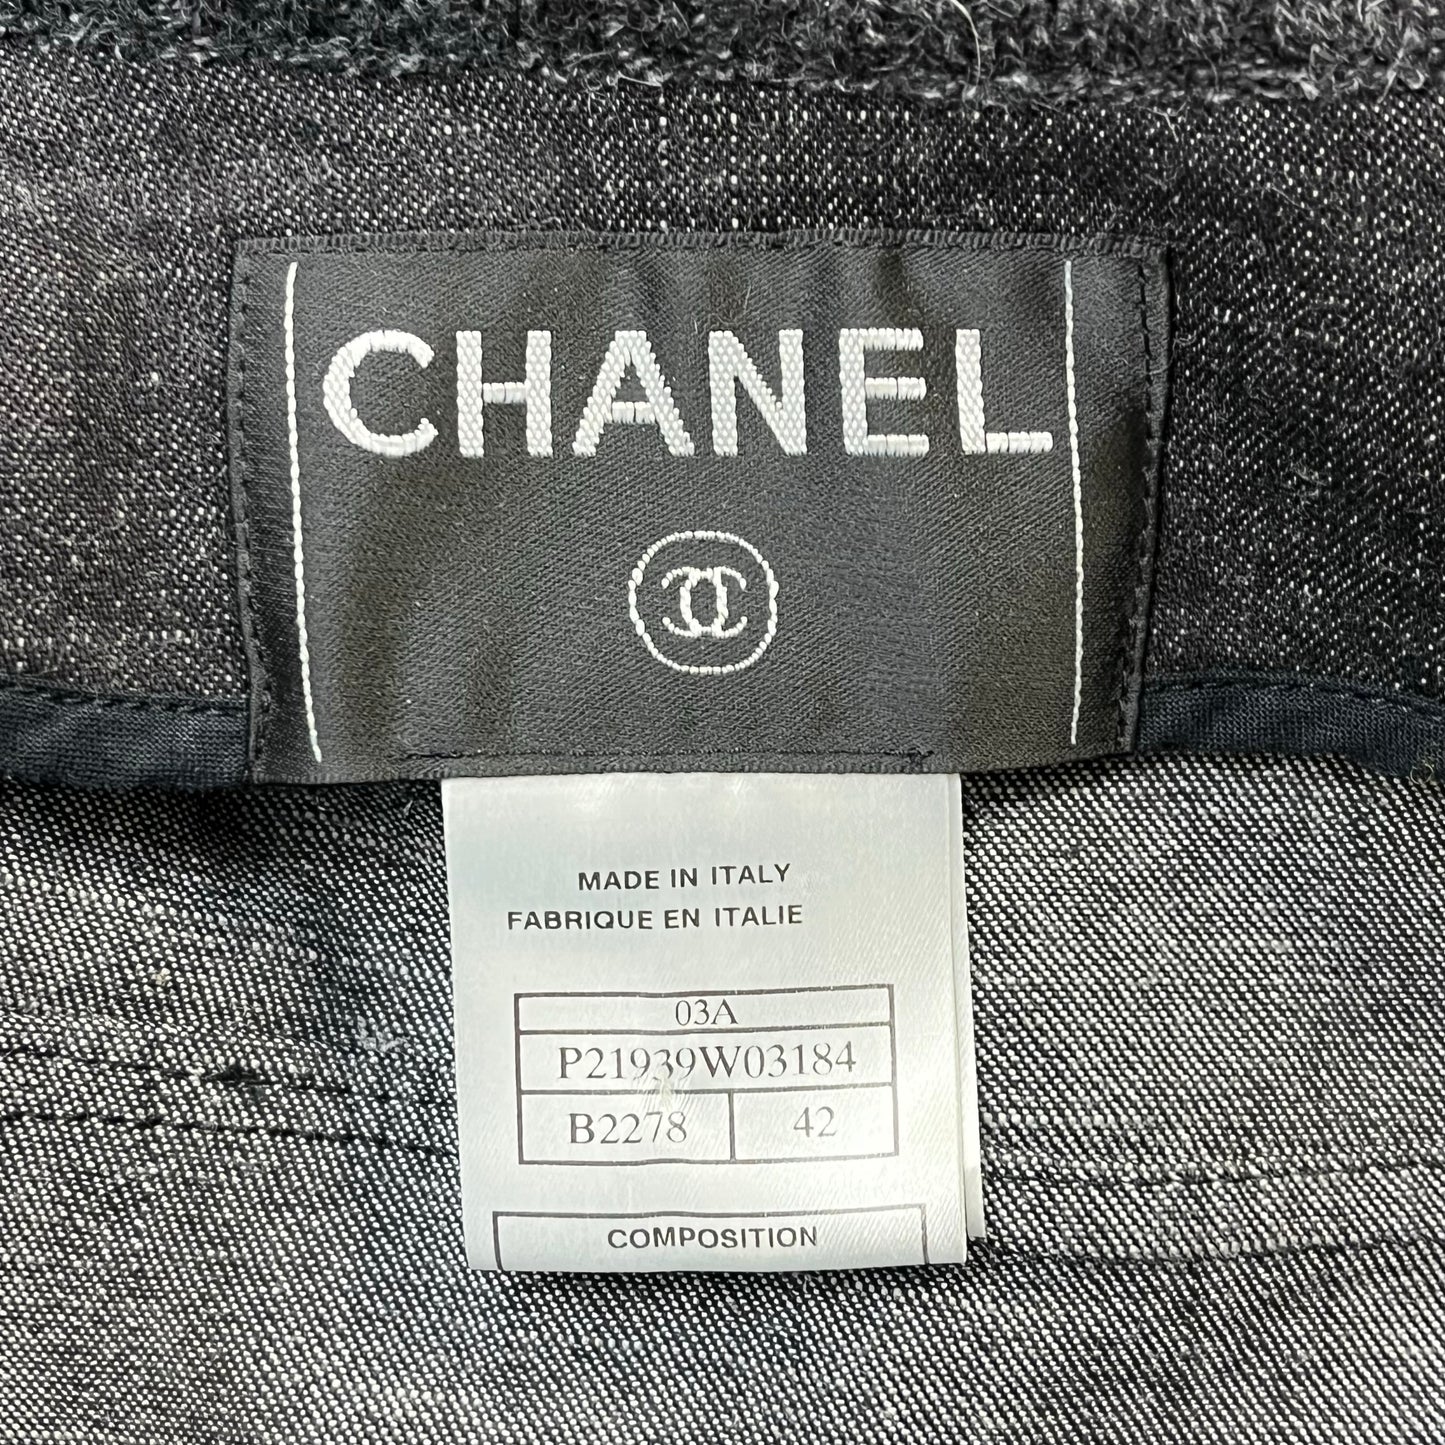 CHANEL
MADE IN ITALY
FABRIQUE EN ITALIE
03A
P21939W03184
B2278 42
COMPOSITION